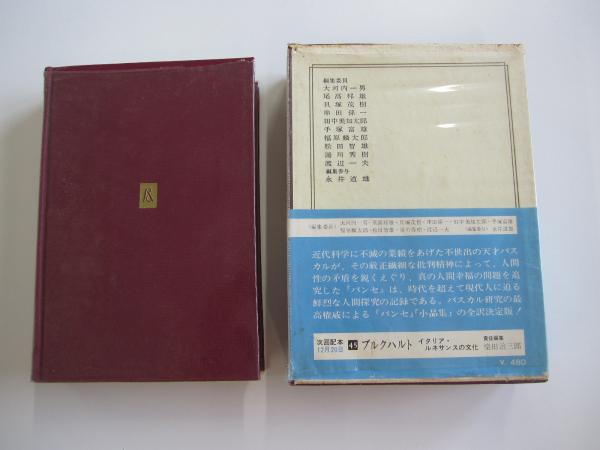 編集委員
大河内一男
尾高邦雄
貝塚茂樹
串田孫一
田中美知太郎
手塚富雄
福原麟太郎
松田智雄
湯川秀樹
渡辺一夫
編集参与
永井道雄
〈編集委員〉
近代科学に不滅の業績をあげた不世出の天才パス
カルが、その厳正繊細な批判精神によって、人間
性の矛盾を鋭くえぐり、真の人間幸福の問題を追
究した『パンセ』は、時代を超えて現代人に迫る
鮮烈な人間探究の記録である。パスカル研究の最
高権威による『パンセ』『小品集』の全訳決定版！
次回配本
12月20日
45 ブルクハルト イタリア・
ルネサンスの文化
責任編集
柴田治三郎
V. 480